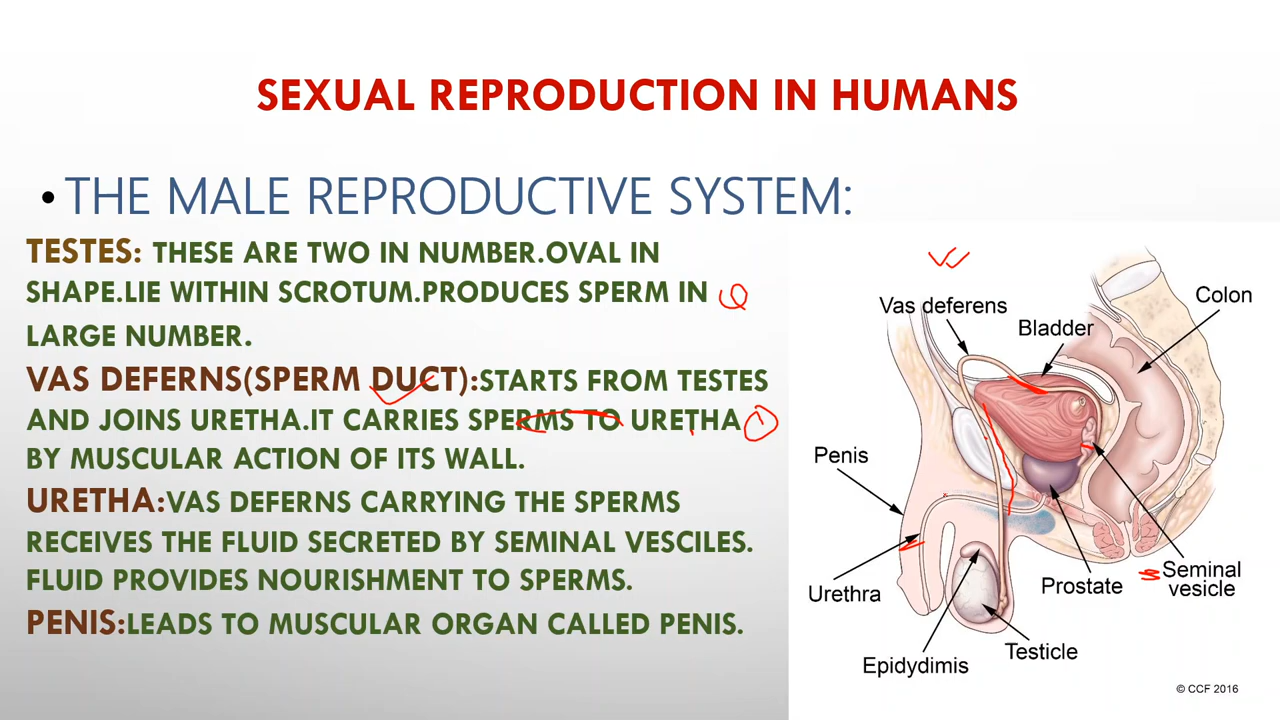 SEXUAL REPRODUCTION IN HUMANS
• THE MALE REPRODUCTIVE SYSTEM:
TESTES: THESE ARE TWO IN NUMBER.OVAL IN
SHAPE.LIE WITHIN SCROTUM.PRODUCES SPERM IN
LARGE NUMBER.
VAS DEFERNS(SPERM DUCT):STARTS FROM TESTES
AND JOINS URETHA.IT CARRIES SPERMS TO URETHA
BY MUSCULAR ACTION OF ITS WALL.
URETHA:VAS DEFERNS CARRYING THE SPERMS
RECEIVES THE FLUID SECRETED BY SEMINAL VESCILES.
FLUID PROVIDES NOURISHMENT TO SPERMS.
PENIS:LEADS TO MUSCULAR ORGAN CALLED PENIS.
Vas deferens
Bladder
Colon
Penis
Urethra
Epidydimis
Testicle
Prostate
Seminal
vesicle
© CCF 2016